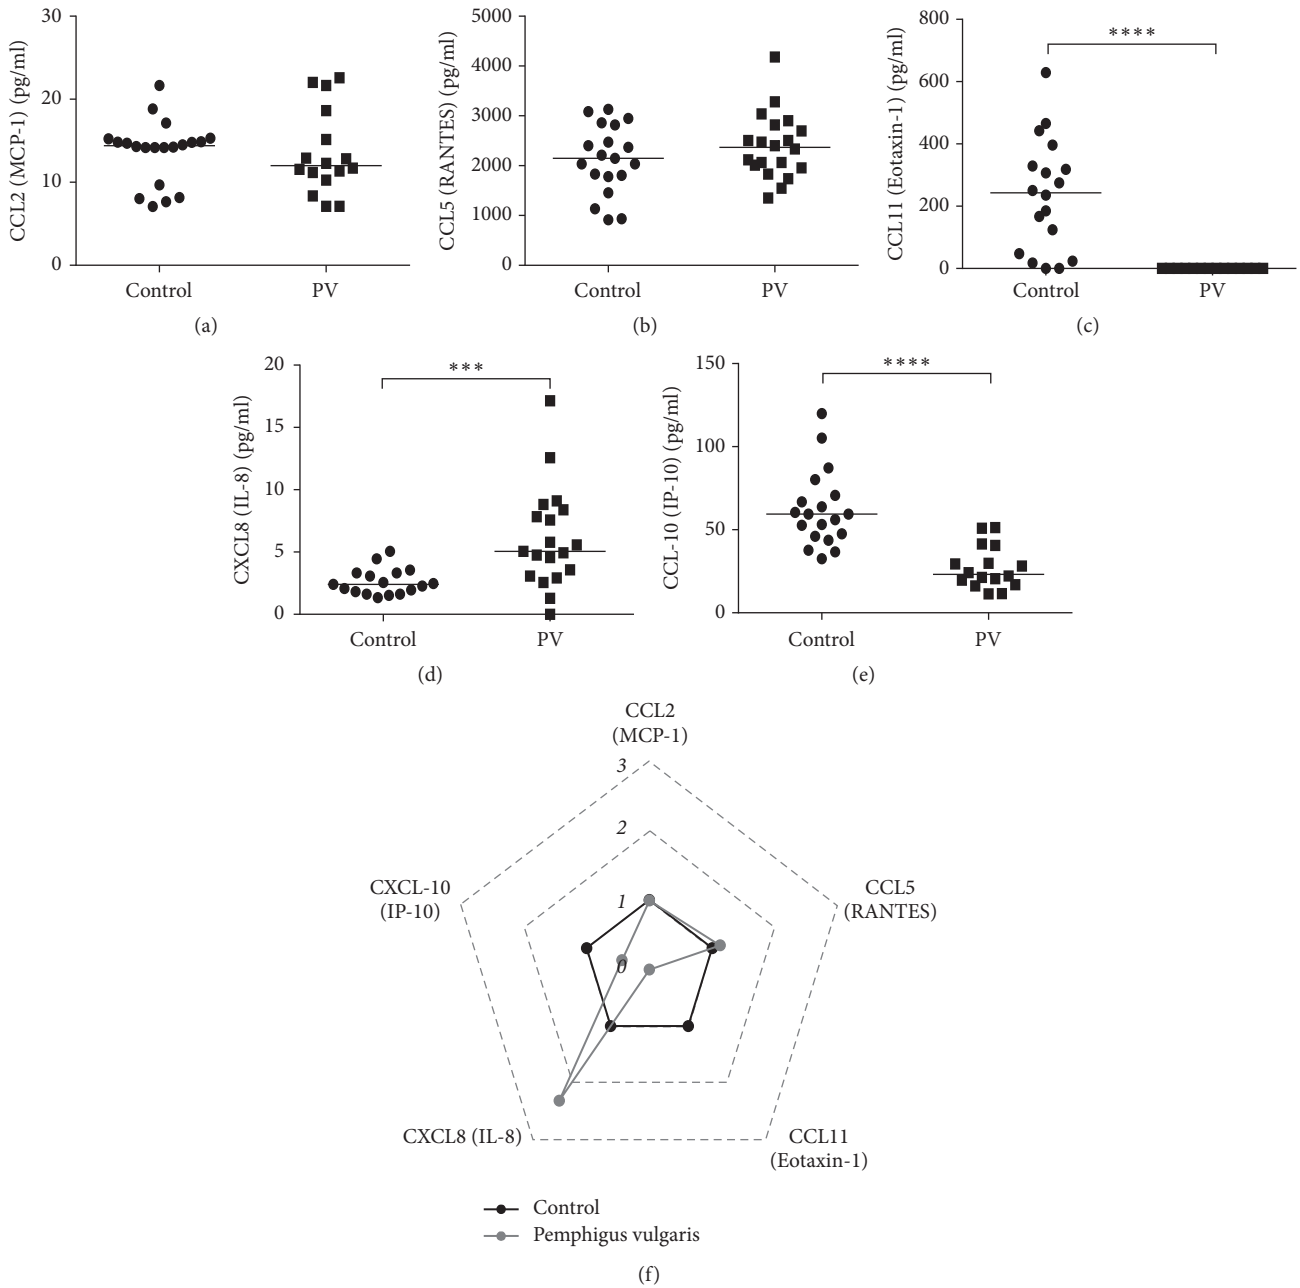 CCL2 (MCP-1) (pg/ml)
30
20
10
0
Control
PV
(a)
CCL5 (RANTES) (pg/ml)
5000
4000
3000
2000
1000
0
Control
PV
(b)
CCL11 (Eotaxin-1) (pg/ml)
800
600
400
200
0
****
Control
PV
(c)
CXCL8 (IL-8) (pg/ml)
20
15
10
5
0
***
Control
PV
(d)
CCL-10 (IP-10) (pg/ml)
150
100
50
0
****
Control
PV
(e)
CCL2
(MCP-1)
3
2
1
0
CXCL-10
(IP-10)
CCL5
(RANTES)
CXCL8 (IL-8)
CCL11
(Eotaxin-1)
Control
Pemphigus vulgaris
(f)